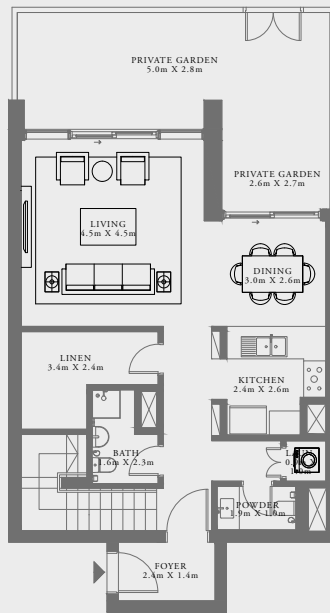 PRIVATE GARDEN
5.0m X 2.8m
PRIVATE GARDEN
2.6m X 2.7m
LIVING
4.5m X 4.5m
DINING
3.0m X 2.6m
LINEN
3.4m X 2.4m
KITCHEN
2.4m X 2.6m
BATH
1.6m X 2.3m
POWDER
1.9m X 1.0m
FOYER
2.4m X 1.4m